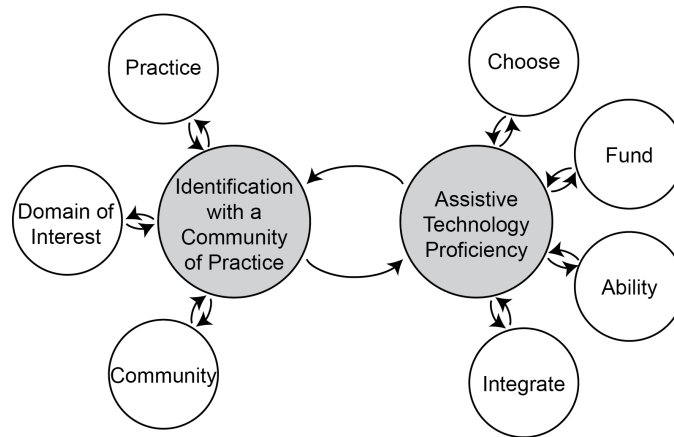 Practice
Domain of
Interest
Community
Identification
with a
Community
of Practice
Assistive
Technology
Proficiency
Choose
Fund
Ability
Integrate